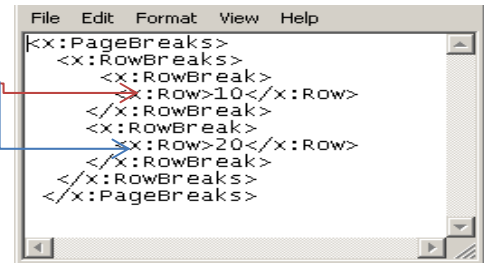 File Edit Format View Help
<x:PageBreaks>
<x:RowBreaks>
<x:RowBreak>
<x:Row>10</x:Row>
</x:RowBreak>
<x:RowBreak>
<x:Row>20</x:Row>
</x:RowBreak>
</x:RowBreaks>
</x:PageBreaks>